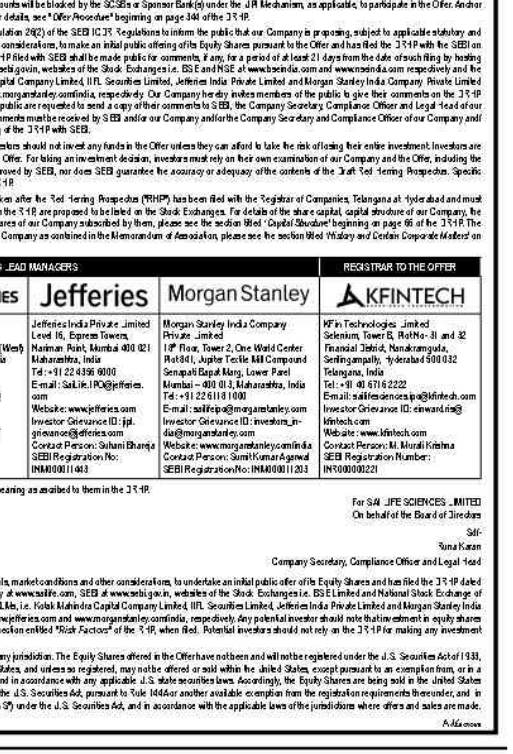 ounts will be blocked by the SCSBs or Sponsor Bank(s) under the UPI Mechanism, as applicable, to participate in the Offer. Anchor
r details, see "Offer Procedure" beginning on page 344 of the DRHP.
ulation 26(2) of the SEBI ICDR Regulations to inform the public that our Company is proposing, subject to applicable statutory and
considerations, to make an initial public offering of its Equity Shares pursuant to the Offer and has filed the DRHP with the SEBI on
HP filed with SEBI shall be made public for comments, if any, for a period of at least 21 days from the date of such filing by hosting
sebi.gov.in, websites of the Stock Exchanges i.e. BSE and NSE at www.bseindia.com and www.nseindia.com respectively and the
pital Company Limited, IIFL Securities Limited, Jefferies India Private Limited and Morgan Stanley India Company Private Limited
.morganstanley.com/india, respectively. Our Company hereby invites members of the public to give their comments on the DRHP
public are requested to send a copy of their comments to SEBI, the Company Secretary, Compliance Officer and Legal Head of our
mments must be received by SEBI and/or our Company and/or the Company Secretary and Compliance Officer of our Company and/
g of the DRHP with SEBI.
stors should not invest any funds in the Offer unless they can afford to take the risk of losing their entire investment. Investors are
Offer. For taking an investment decision, investors must rely on their own examination of our Company and the Offer, including the
roved by SEBI, nor does SEBI guarantee the accuracy or adequacy of the contents of the Draft Red Herring Prospectus. Specific
HP.
ken after the Red Herring Prospectus ("RHP") has been filed with the Registrar of Companies, Telangana at Hyderabad and must
n the RHP, are proposed to be listed on the Stock Exchanges. For details of the share capital, capital structure of our Company, the
ares of our Company subscribed by them, please see the section titled "Capital Structure" beginning on page 66 of the DRHP. The
Company as contained in the Memorandum of Association, please see the section titled "History and Certain Corporate Matters" on
LEAD MANAGERS
REGISTRAR TO THE OFFER
IES
Jefferies
Morgan Stanley
KFINTECH
(West)
Jefferies India Private Limited
Level 16, Express Towers,
Nariman Point, Mumbai 400 021
Maharashtra, India
Tel: +91 22 4356 6000
E-mail: SaiLife.IPO@jefferies.
com
Website: www.jefferies.com
Investor Grievance ID: jipl.
grievance@jefferies.com
Contact Person: Suhani Bhareja
SEBI Registration No:
INM000011443
Morgan Stanley India Company
Private Limited
18th Floor, Tower 2, One World Center
Plot 841, Jupiter Textile Mill Compound
Senapati Bapat Marg, Lower Parel
Mumbai – 400 013, Maharashtra, India
Tel: +91 22 6118 1000
E-mail: sailifeipo@morganstanley.com
Investor Grievance ID: investors_in-
dia@morganstanley.com
Website: www.morganstanley.com/india
Contact Person: Sumit Kumar Agarwal
SEBI Registration No: INM000011203
KFin Technologies Limited
Selenium, Tower B, Plot No- 31 and 32
Financial District, Nanakramguda,
Serilingampally, Hyderabad 500 032
Telangana, India
Tel: +91 40 6716 2222
E-mail: sailifesciences.ipo@kfintech.com
Investor Grievance ID: einward.ris@
kfintech.com
Website: www.kfintech.com
Contact Person: M. Murali Krishna
SEBI Registration Number:
INR000000221
eaning as ascribed to them in the DRHP.
For SAI LIFE SCIENCES LIMITED
On behalf of the Board of Directors
Sd/-
Runa Karan
Company Secretary, Compliance Officer and Legal Head
ls, market conditions and other considerations, to undertake an initial public offer of its Equity Shares and has filed the DRHP dated
y at www.sailife.com, SEBI at www.sebi.gov.in, websites of the Stock Exchanges i.e. BSE Limited and National Stock Exchange of
LMs, i.e. Kotak Mahindra Capital Company Limited, IIFL Securities Limited, Jefferies India Private Limited and Morgan Stanley India
w.jefferies.com and www.morganstanley.com/india, respectively. Any potential investor should note that investment in equity shares
ection entitled "Risk Factors" of the RHP, when filed. Potential investors should not rely on the DRHP for making any investment
ny jurisdiction. The Equity Shares offered in the Offer have not been and will not be registered under the U.S. Securities Act of 1933,
States, and unless so registered, may not be offered or sold within the United States, except pursuant to an exemption from, or in a
nd in accordance with any applicable U.S. state securities laws. Accordingly, the Equity Shares are being sold in the United States
the U.S. Securities Act, pursuant to Rule 144A or another available exemption from the registration requirements thereunder, and in
S") under the U.S. Securities Act, and in accordance with the applicable laws of the jurisdictions where offers and sales are made.
Adfactors